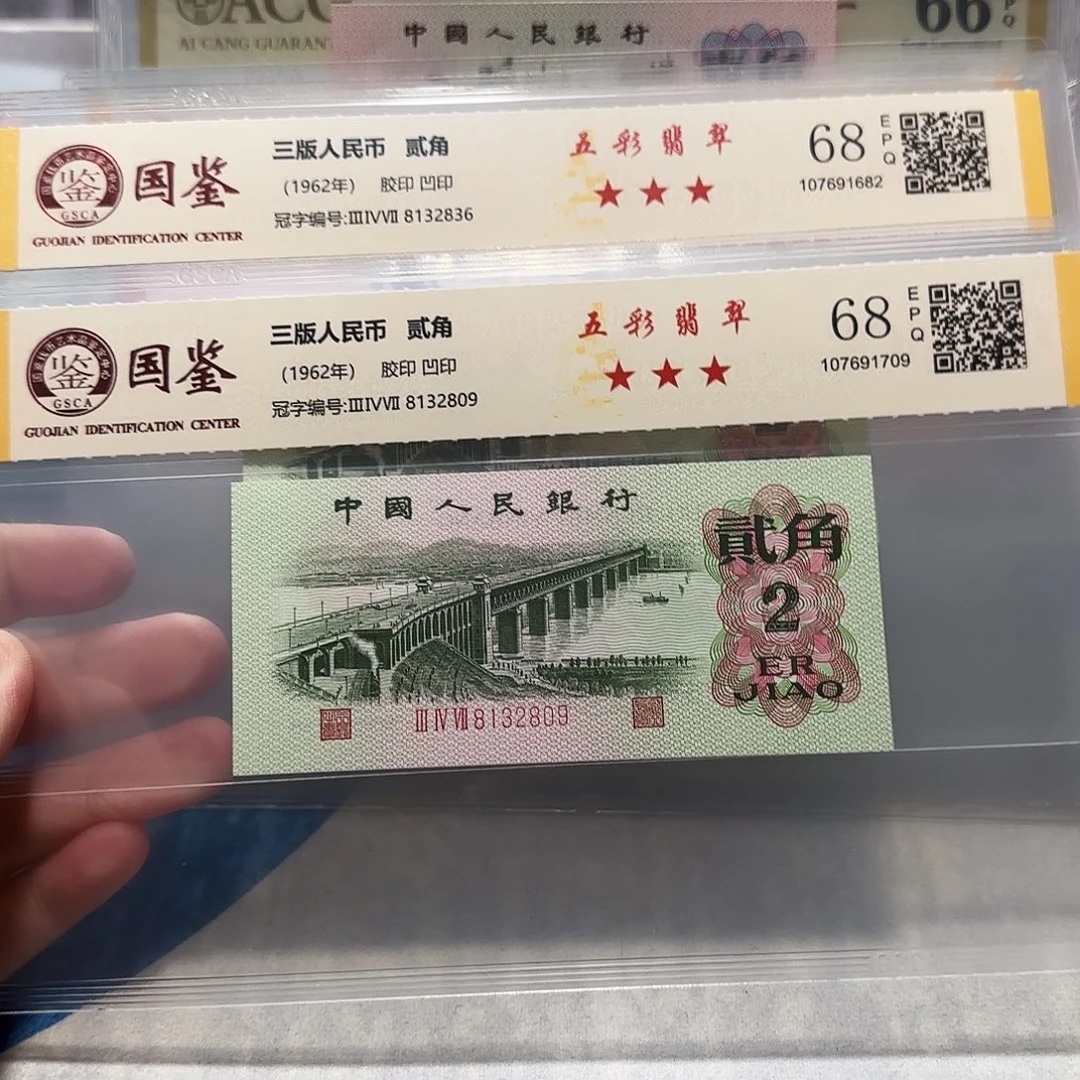 ACG
66
P
Q
AI CANG GUARAN
中國人民銀行
鉴
GSCA
国鉴
GUOJIAN IDENTIFICATION CENTER
三版人民币 贰角
(1962年) 胶印 凹印
冠字编号:ⅢⅣⅦ 8132836
五彩翡翠
★★★
68
EPQ
107691682
GSCA
鉴
GSCA
国鉴
GUOJIAN IDENTIFICATION CENTER
三版人民币 贰角
(1962年) 胶印 凹印
冠字编号:ⅢⅣⅦ 8132809
五彩翡翠
★★★
68
EPQ
107691709
中國人民銀行
貳角
2
ER
JIAO
ⅢⅣⅦ8132809